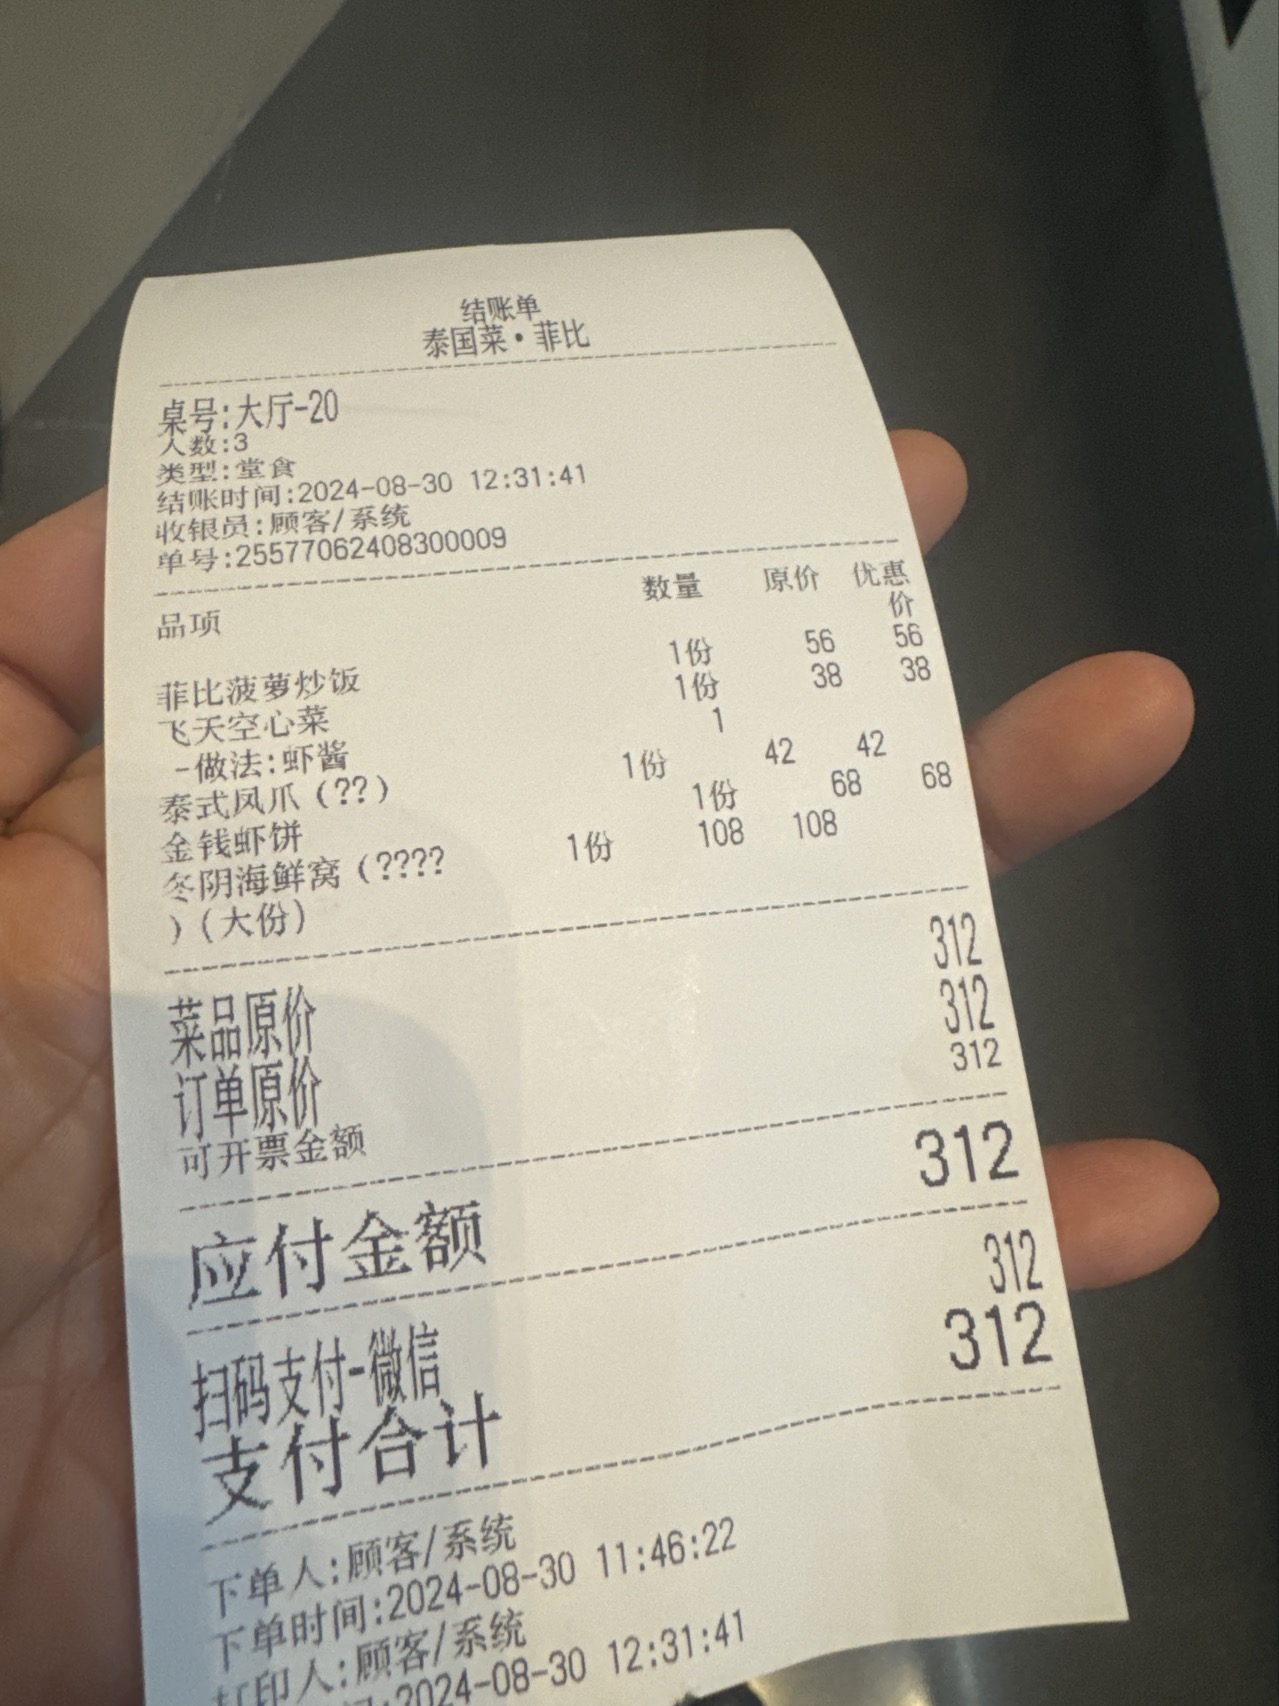 结账单
泰国菜·菲比
桌号:大厅-20
人数:3
类型:堂食
结账时间:2024-08-30 12:31:41
收银员:顾客/系统
单号:25577062408300009
品项 数量 原价 优惠价
菲比菠萝炒饭 1份 56 56
飞天空心菜 1份 38 38
-做法:虾酱 1
泰式凤爪(??) 1份 42 42
金钱虾饼 1份 68 68
冬阴海鲜窝(???? 1份 108 108
)(大份)
菜品原价 312
订单原价 312
可开票金额 312
应付金额 312
扫码支付-微信 312
支付合计 312
下单人:顾客/系统
下单时间:2024-08-30 11:46:22
打印人:顾客/系统
间:2024-08-30 12:31:41